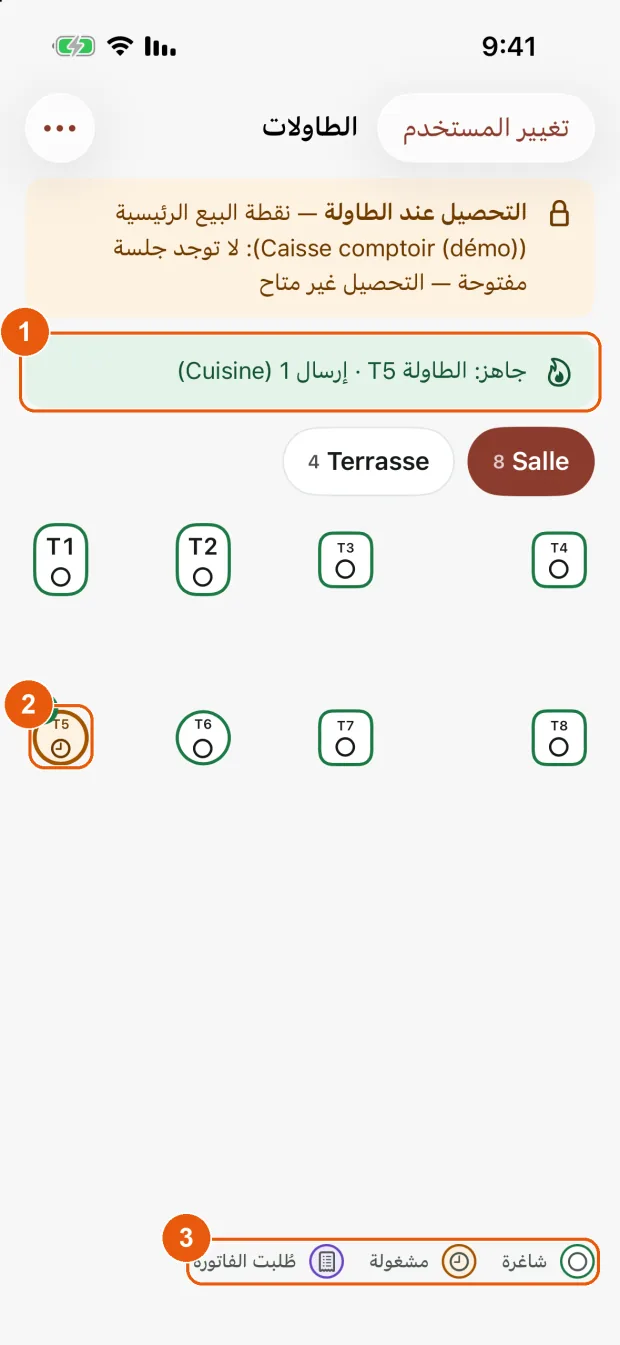 9:41
تغيير المستخدم
الطاولات
التحصيل عند الطاولة — نقطة البيع الرئيسية
(Caisse comptoir (démo)): لا توجد جلسة
مفتوحة — التحصيل غير متاح
1
جاهز: الطاولة T5 · إرسال 1 (Cuisine)
Salle 8
Terrasse 4
T1
T2
T3
T4
2
T5
T6
T7
T8
3
شاغرة
مشغولة
طُلبت الفاتورة